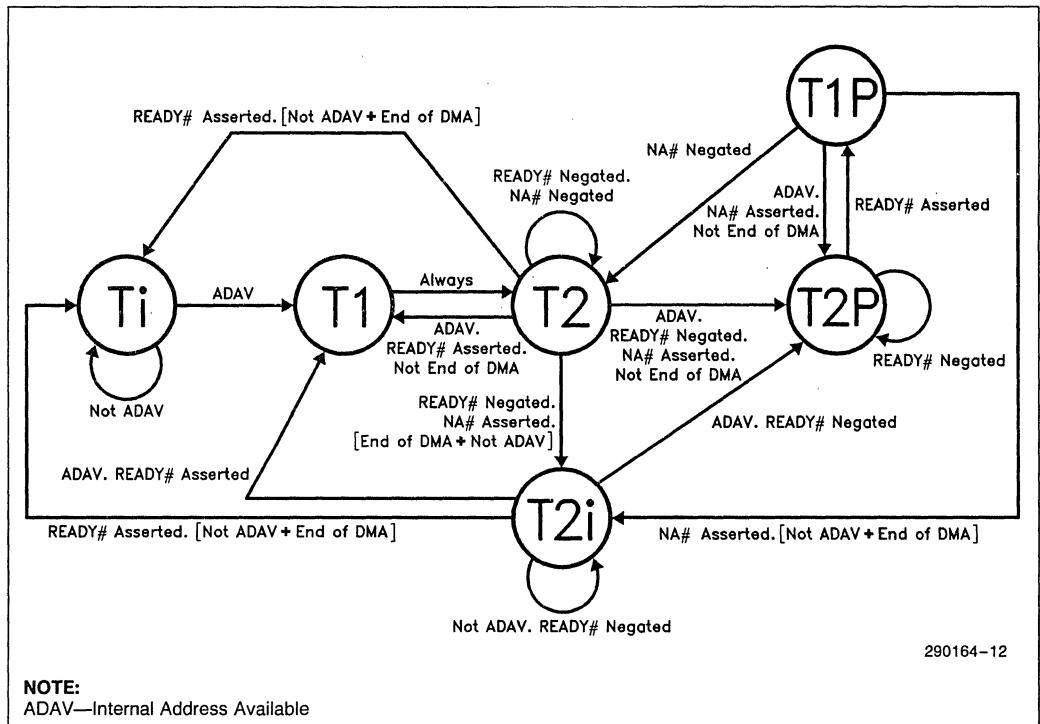 T1P
READY# Asserted. [Not ADAV + End of DMA]
NA# Negated
READY# Negated.
NA# Negated
ADAV.
NA# Asserted.
Not End of DMA
READY# Asserted
Ti
ADAV
T1
Always
T2
T2P
ADAV.
READY# Asserted.
Not End of DMA
ADAV.
READY# Negated.
NA# Asserted.
Not End of DMA
READY# Negated
Not ADAV
READY# Negated.
NA# Asserted.
[End of DMA + Not ADAV]
ADAV. READY# Negated
ADAV. READY# Asserted
T2i
READY# Asserted. [Not ADAV + End of DMA]
NA# Asserted. [Not ADAV + End of DMA]
Not ADAV. READY# Negated
290164-12
NOTE:
ADAV—Internal Address Available